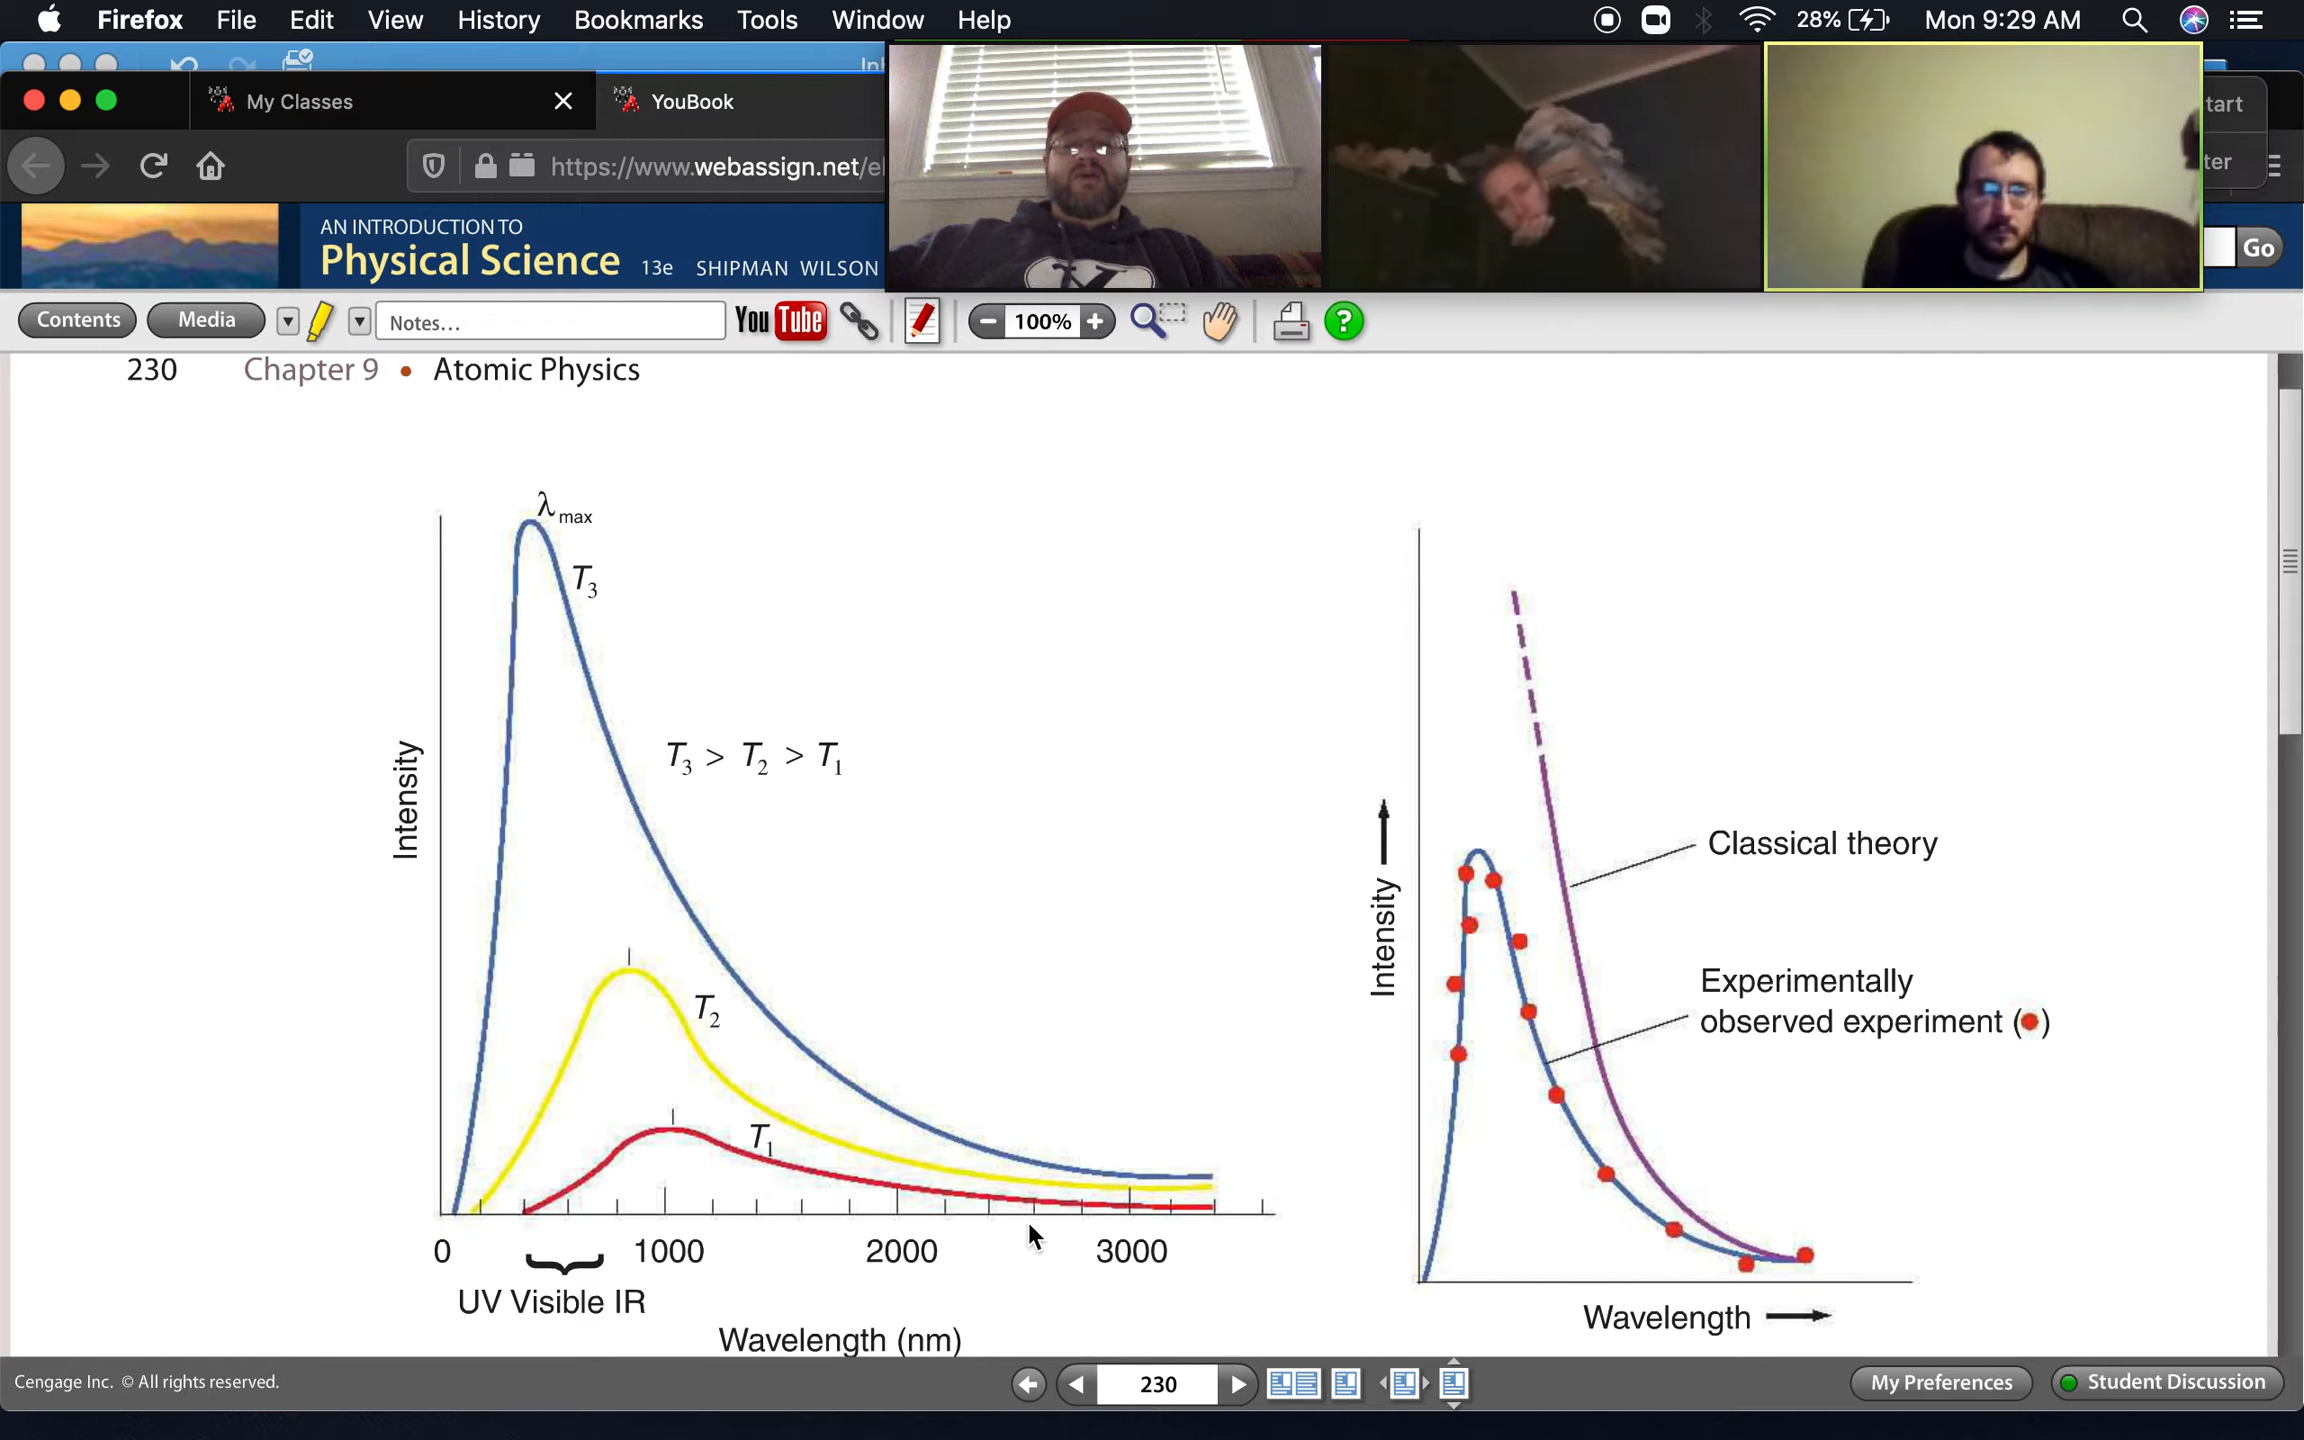 Firefox File Edit View History Bookmarks Tools Window Help 28% Mon 9:29 AM
My Classes YouBook
tart
https://www.webassign.net/e
ter
AN INTRODUCTION TO
Physical Science 13e SHIPMAN WILSON
Go
Contents Media Notes... YouTube 100% ?
230 Chapter 9 • Atomic Physics
λmax
T3
T3 > T2 > T1
Intensity
T2
T1
0 1000 2000 3000
UV Visible IR
Wavelength (nm)
Classical theory
Intensity
Experimentally
observed experiment (●)
Wavelength
Cengage Inc. © All rights reserved. 230 My Preferences Student Discussion